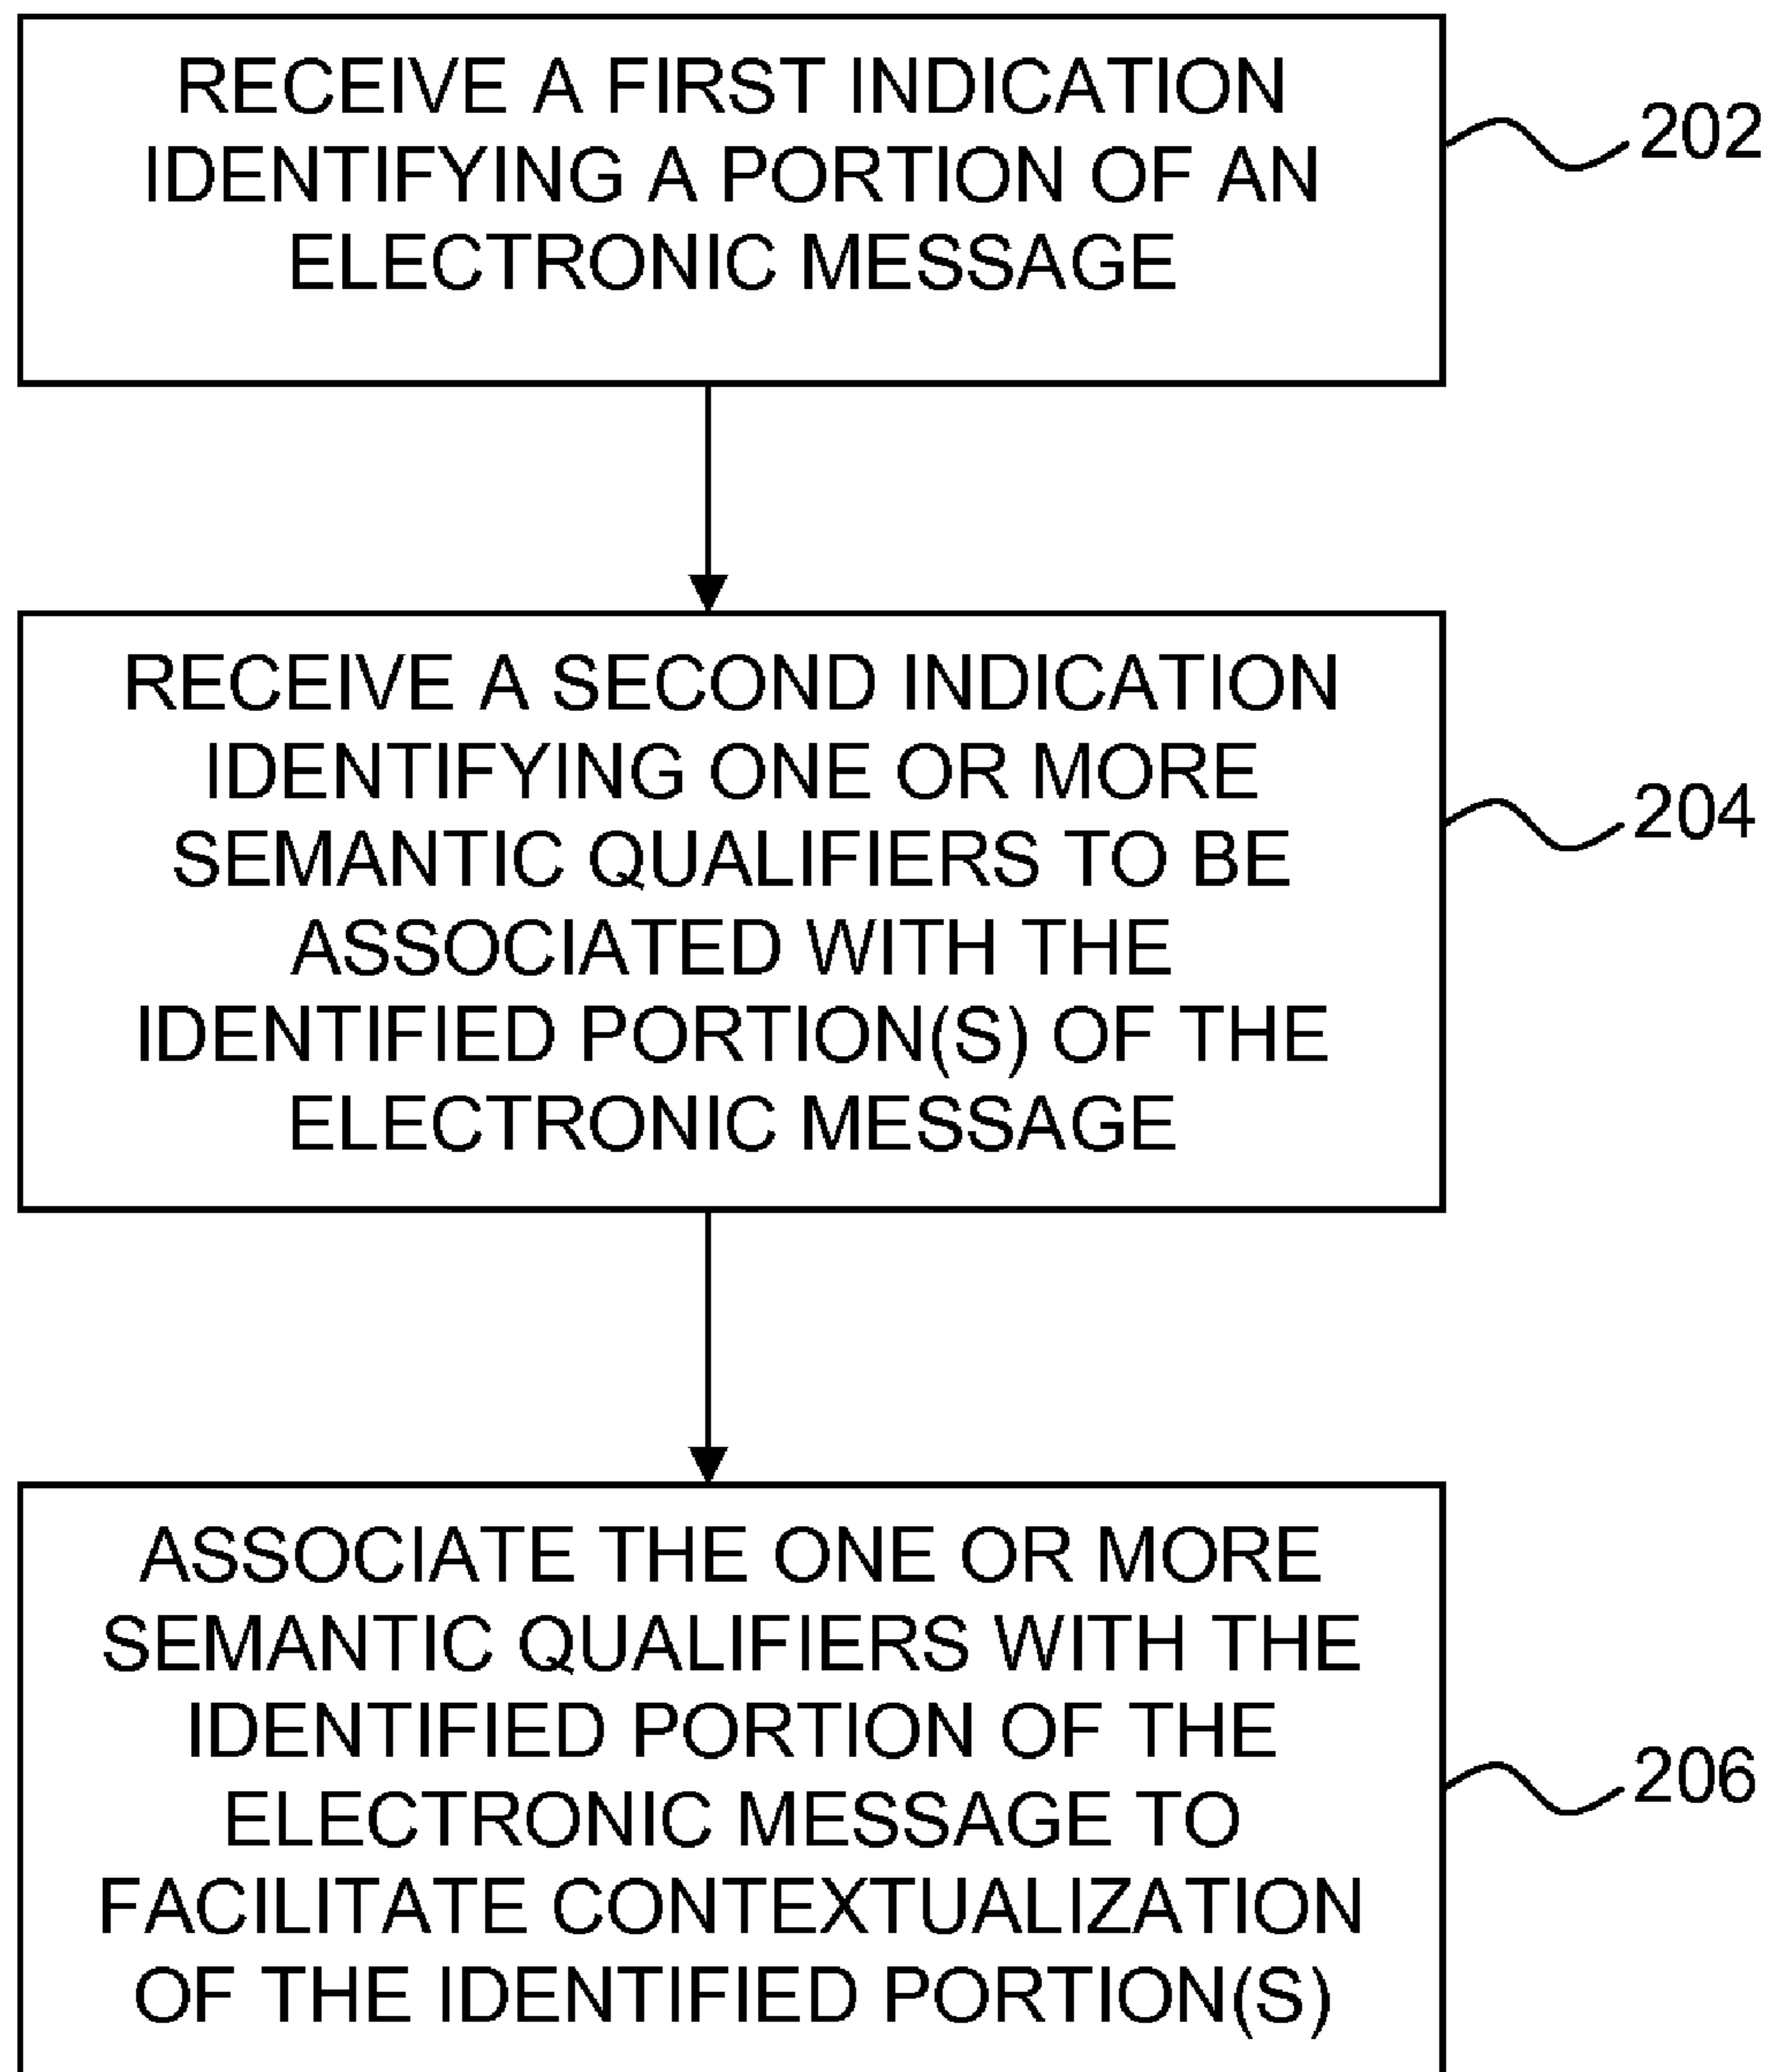 RECEIVE A FIRST INDICATION
IDENTIFYING A PORTION OF AN
ELECTRONIC MESSAGE
202
RECEIVE A SECOND INDICATION
IDENTIFYING ONE OR MORE
SEMANTIC QUALIFIERS TO BE
ASSOCIATED WITH THE
IDENTIFIED PORTION(S) OF THE
ELECTRONIC MESSAGE
204
ASSOCIATE THE ONE OR MORE
SEMANTIC QUALIFIERS WITH THE
IDENTIFIED PORTION OF THE
ELECTRONIC MESSAGE TO
FACILITATE CONTEXTUALIZATION
OF THE IDENTIFIED PORTION(S)
206